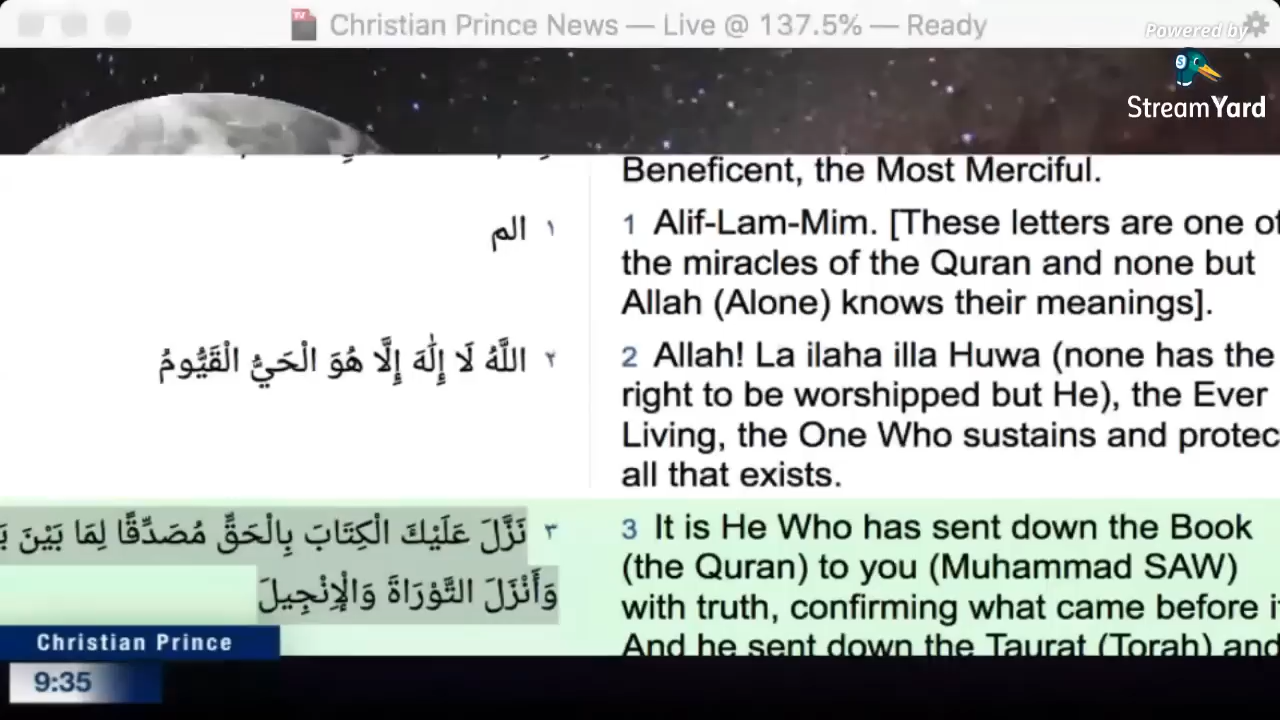 Christian Prince News — Live @ 137.5% — Ready
Powered by
StreamYard
Beneficent, the Most Merciful.
١ الم
1 Alif-Lam-Mim. [These letters are one of
the miracles of the Quran and none but
Allah (Alone) knows their meanings].
٢ اللَّهُ لَا إِلَٰهَ إِلَّا هُوَ الْحَيُّ الْقَيُّومُ
2 Allah! La ilaha illa Huwa (none has the
right to be worshipped but He), the Ever
Living, the One Who sustains and protec
all that exists.
٣ نَزَّلَ عَلَيْكَ الْكِتَابَ بِالْحَقِّ مُصَدِّقًا لِمَا بَيْنَ
وَأَنْزَلَ التَّوْرَاةَ وَالْإِنْجِيلَ
3 It is He Who has sent down the Book
(the Quran) to you (Muhammad SAW)
with truth, confirming what came before it
And he sent down the Taurat (Torah) and
Christian Prince
9:35